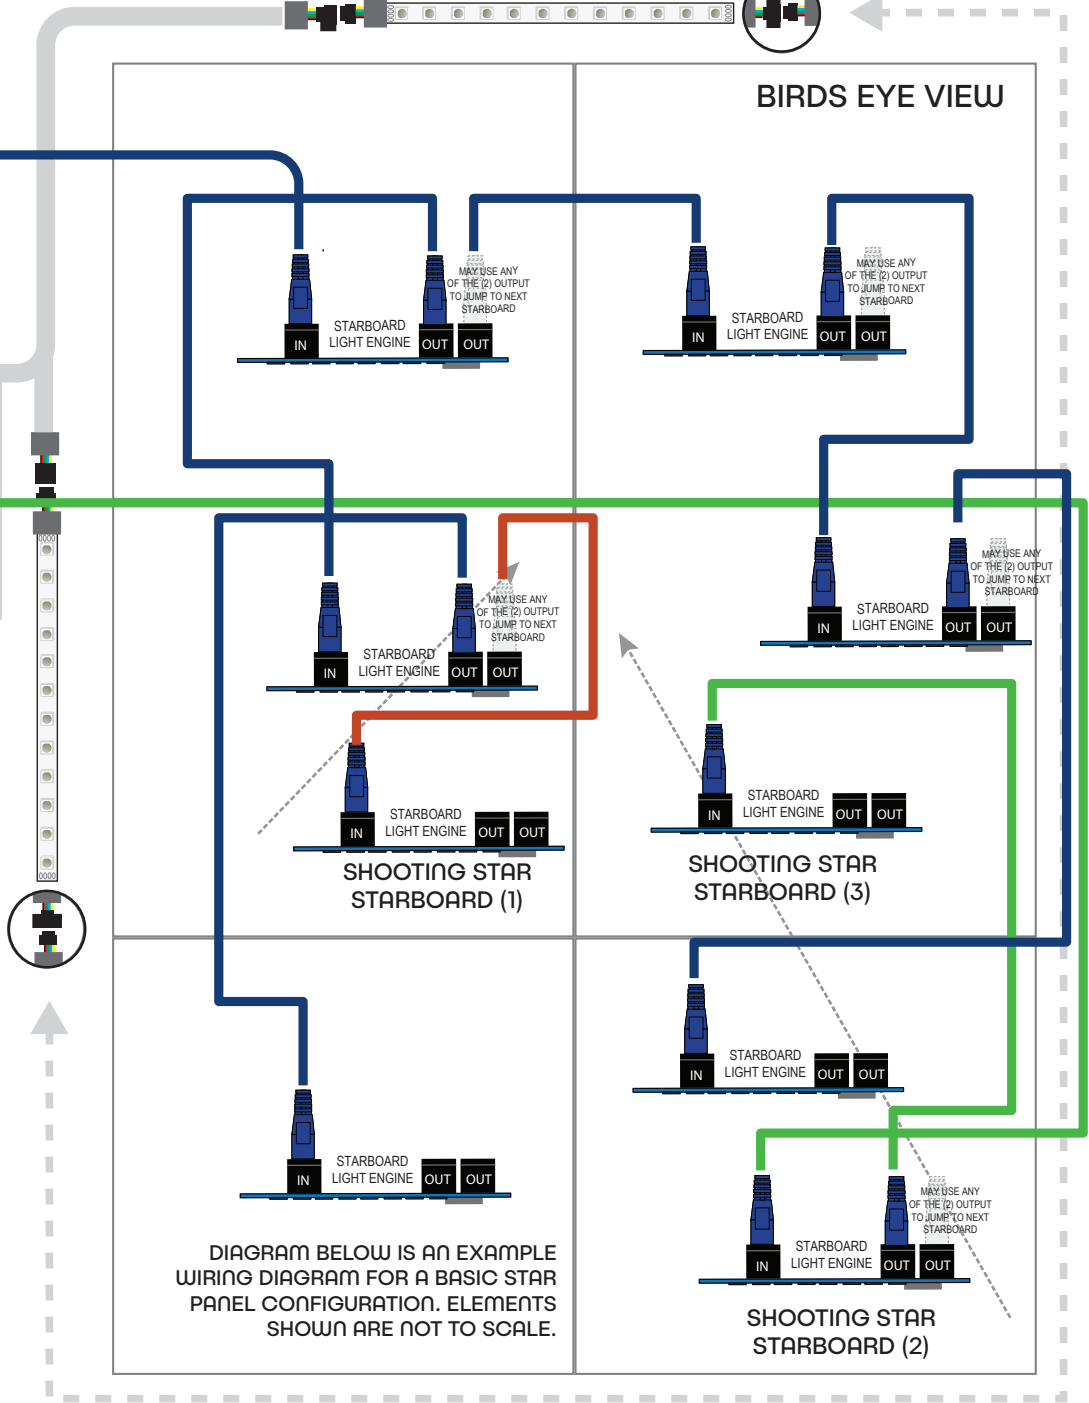 BIRDS EYE VIEW
MAY USE ANY
OF THE (2) OUTPUT
TO JUMP TO NEXT
STARBOARD
STARBOARD
LIGHT ENGINE
IN
OUT
OUT
MAY USE ANY
OF THE (2) OUTPUT
TO JUMP TO NEXT
STARBOARD
STARBOARD
LIGHT ENGINE
IN
OUT
OUT
MAY USE ANY
OF THE (2) OUTPUT
TO JUMP TO NEXT
STARBOARD
STARBOARD
LIGHT ENGINE
IN
OUT
OUT
MAY USE ANY
OF THE (2) OUTPUT
TO JUMP TO NEXT
STARBOARD
STARBOARD
LIGHT ENGINE
IN
OUT
OUT
STARBOARD
LIGHT ENGINE
IN
OUT
OUT
SHOOTING STAR
STARBOARD (1)
STARBOARD
LIGHT ENGINE
IN
OUT
OUT
SHOOTING STAR
STARBOARD (3)
STARBOARD
LIGHT ENGINE
IN
OUT
OUT
STARBOARD
LIGHT ENGINE
IN
OUT
OUT
MAY USE ANY
OF THE (2) OUTPUT
TO JUMP TO NEXT
STARBOARD
STARBOARD
LIGHT ENGINE
IN
OUT
OUT
SHOOTING STAR
STARBOARD (2)
DIAGRAM BELOW IS AN EXAMPLE
WIRING DIAGRAM FOR A BASIC STAR
PANEL CONFIGURATION. ELEMENTS
SHOWN ARE NOT TO SCALE.